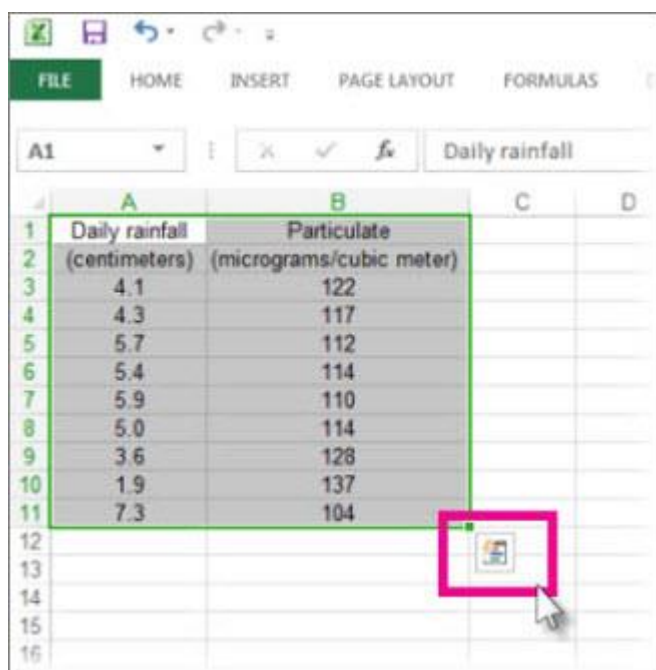 FILE HOME INSERT PAGE LAYOUT FORMULAS
A1 fx Daily rainfall
A B C D
1 Daily rainfall Particulate
2 (centimeters) (micrograms/cubic meter)
3 4.1 122
4 4.3 117
5 5.7 112
6 5.4 114
7 5.9 110
8 5.0 114
9 3.6 128
10 1.9 137
11 7.3 104
12
13
14
15
16